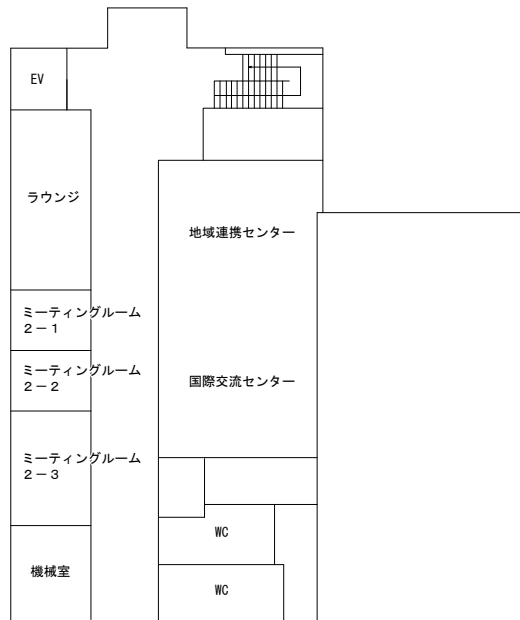 EV
ラウンジ
地域連携センター
ミーティングルーム
2-1
ミーティングルーム
2-2
国際交流センター
ミーティングルーム
2-3
WC
機械室
WC